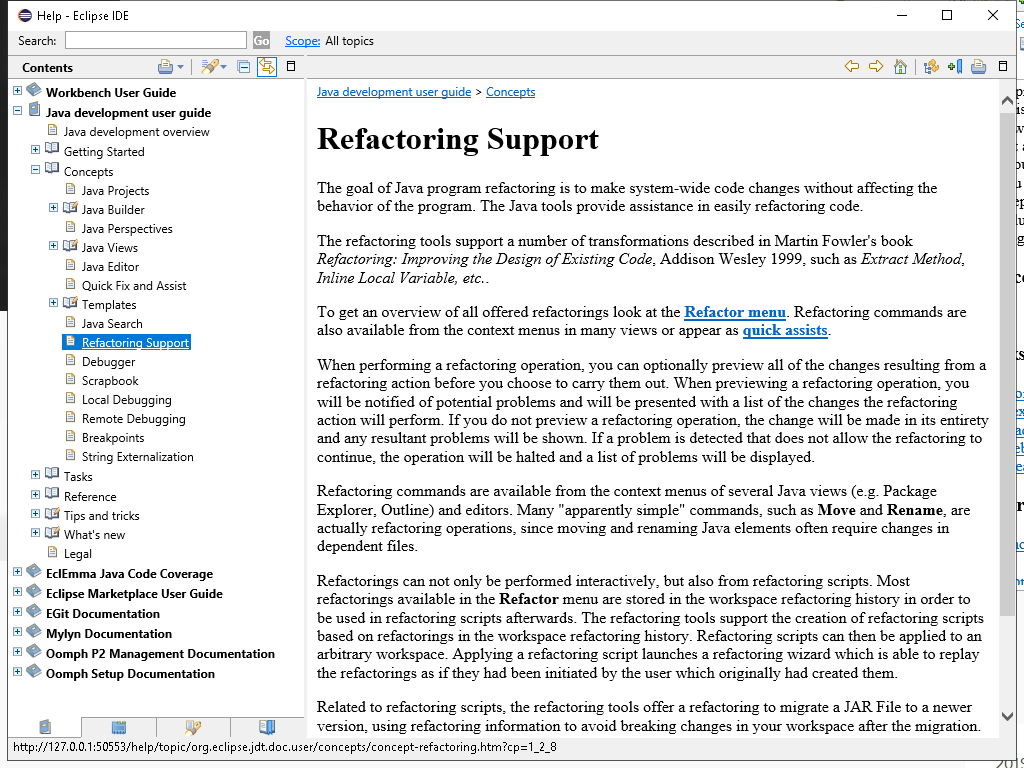 Help - Eclipse IDE
Search:
Go
Scope: All topics
Contents
Workbench User Guide
Java development user guide
Java development overview
Getting Started
Concepts
Java Projects
Java Builder
Java Perspectives
Java Views
Java Editor
Quick Fix and Assist
Templates
Java Search
Refactoring Support
Debugger
Scrapbook
Local Debugging
Remote Debugging
Breakpoints
String Externalization
Tasks
Reference
Tips and tricks
What's new
Legal
EclEmma Java Code Coverage
Eclipse Marketplace User Guide
EGit Documentation
Mylyn Documentation
Oomph P2 Management Documentation
Oomph Setup Documentation
Java development user guide > Concepts
Refactoring Support
The goal of Java program refactoring is to make system-wide code changes without affecting the
behavior of the program. The Java tools provide assistance in easily refactoring code.
The refactoring tools support a number of transformations described in Martin Fowler's book
Refactoring: Improving the Design of Existing Code, Addison Wesley 1999, such as Extract Method,
Inline Local Variable, etc..
To get an overview of all offered refactorings look at the Refactor menu. Refactoring commands are
also available from the context menus in many views or appear as quick assists.
When performing a refactoring operation, you can optionally preview all of the changes resulting from a
refactoring action before you choose to carry them out. When previewing a refactoring operation, you
will be notified of potential problems and will be presented with a list of the changes the refactoring
action will perform. If you do not preview a refactoring operation, the change will be made in its entirety
and any resultant problems will be shown. If a problem is detected that does not allow the refactoring to
continue, the operation will be halted and a list of problems will be displayed.
Refactoring commands are available from the context menus of several Java views (e.g. Package
Explorer, Outline) and editors. Many "apparently simple" commands, such as Move and Rename, are
actually refactoring operations, since moving and renaming Java elements often require changes in
dependent files.
Refactorings can not only be performed interactively, but also from refactoring scripts. Most
refactorings available in the Refactor menu are stored in the workspace refactoring history in order to
be used in refactoring scripts afterwards. The refactoring tools support the creation of refactoring scripts
based on refactorings in the workspace refactoring history. Refactoring scripts can then be applied to an
arbitrary workspace. Applying a refactoring script launches a refactoring wizard which is able to replay
the refactorings as if they had been initiated by the user which originally had created them.
Related to refactoring scripts, the refactoring tools offer a refactoring to migrate a JAR File to a newer
version, using refactoring information to avoid breaking changes in your workspace after the migration.
http://127.0.0.1:50553/help/topic/org.eclipse.jdt.doc.user/concepts/concept-refactoring.htm?cp=1_2_8